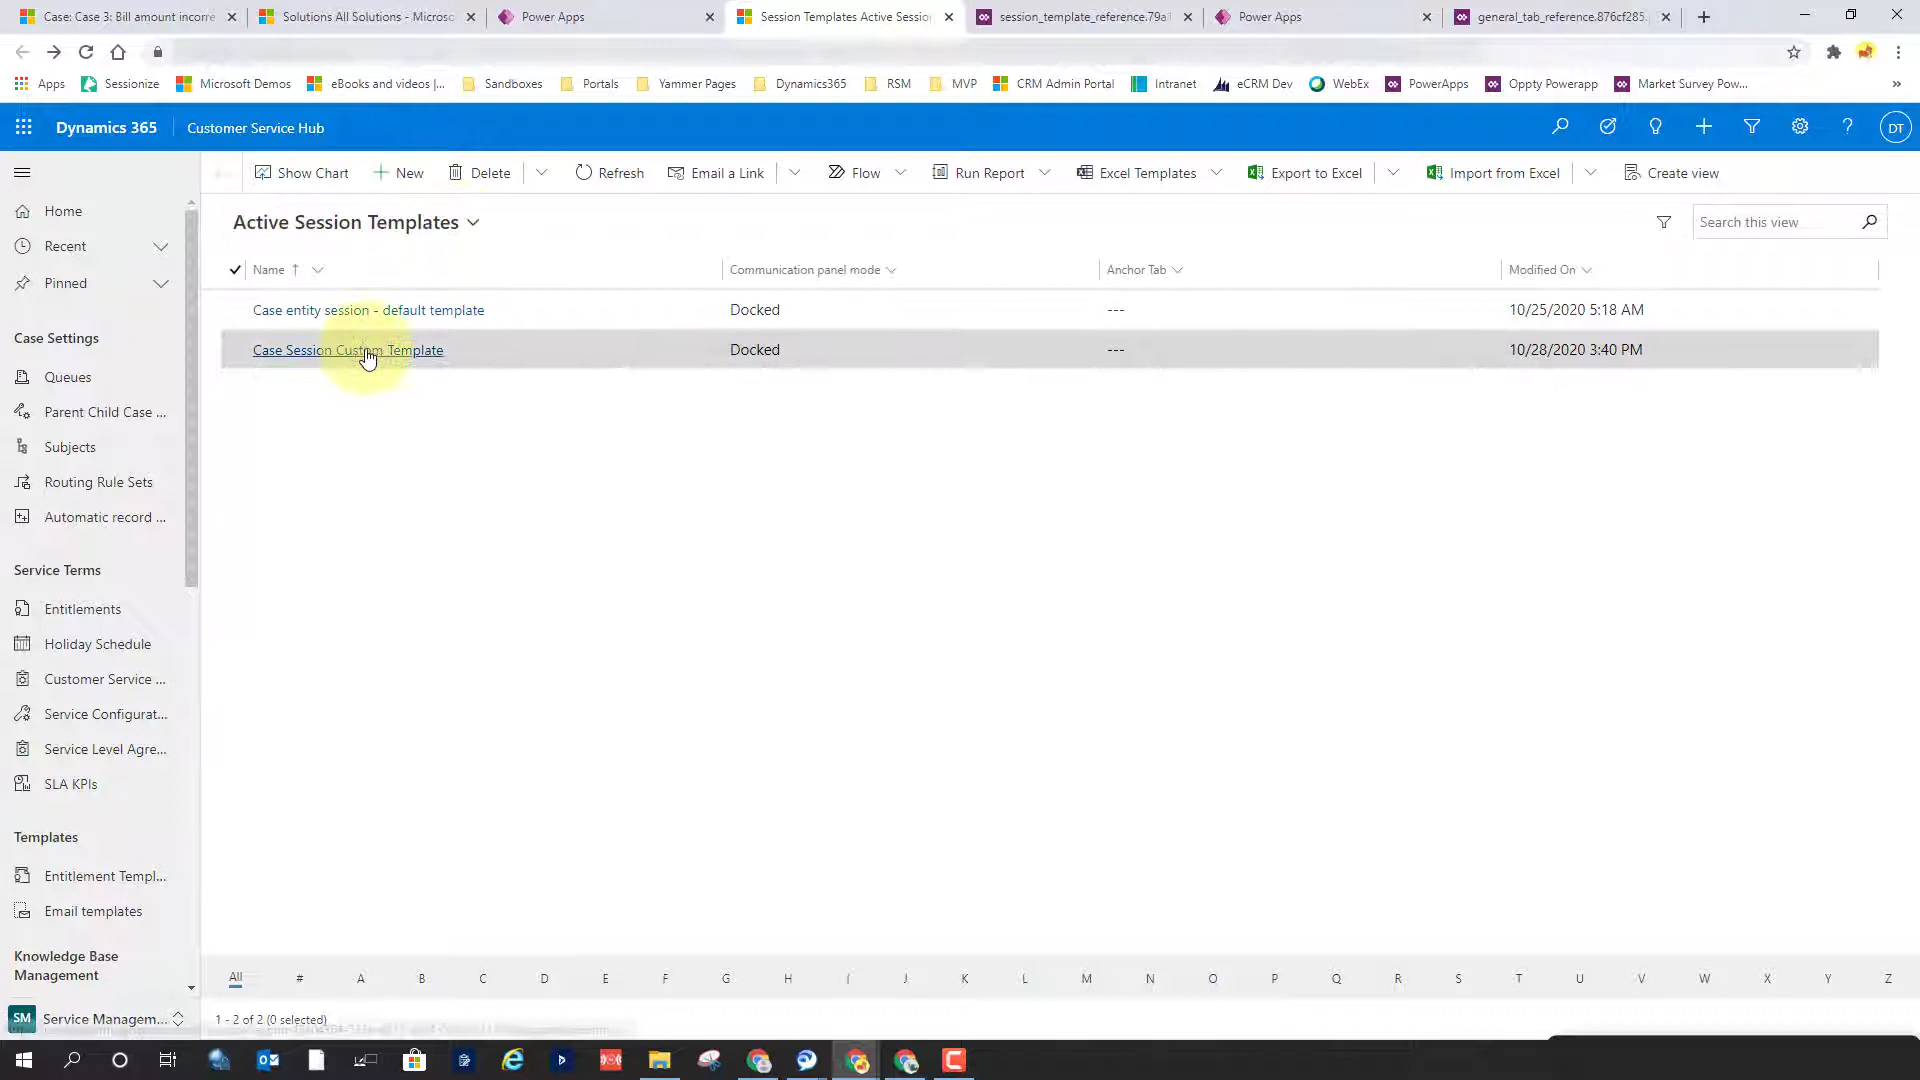 Case: Case 3: Bill amount incorre
Solutions All Solutions - Micros
Power Apps
Session Templates Active Sessio
session_template_reference.79a
Power Apps
general_tab_reference.876cf285.
Apps
Sessionize
Microsoft Demos
eBooks and videos |...
Sandboxes
Portals
Yammer Pages
Dynamics365
RSM
MVP
CRM Admin Portal
Intranet
eCRM Dev
WebEx
PowerApps
Oppty Powerapp
Market Survey Pow...
»
Dynamics 365
Customer Service Hub
DT
Show Chart
New
Delete
Refresh
Email a Link
Flow
Run Report
Excel Templates
Export to Excel
Import from Excel
Create view
Home
Recent
Pinned
Case Settings
Queues
Parent Child Case ...
Subjects
Routing Rule Sets
Automatic record ...
Service Terms
Entitlements
Holiday Schedule
Customer Service ...
Service Configurat...
Service Level Agre...
SLA KPIs
Templates
Entitlement Templ...
Email templates
Knowledge Base
Management
SM Service Managem...
Active Session Templates
Search this view
Name ↑
Communication panel mode
Anchor Tab
Modified On
Case entity session - default template
Docked
---
10/25/2020 5:18 AM
Case Session Custom Template
Docked
---
10/28/2020 3:40 PM
All # A B C D E F G H I J K L M N O P Q R S T U V W X Y Z
1 - 2 of 2 (0 selected)